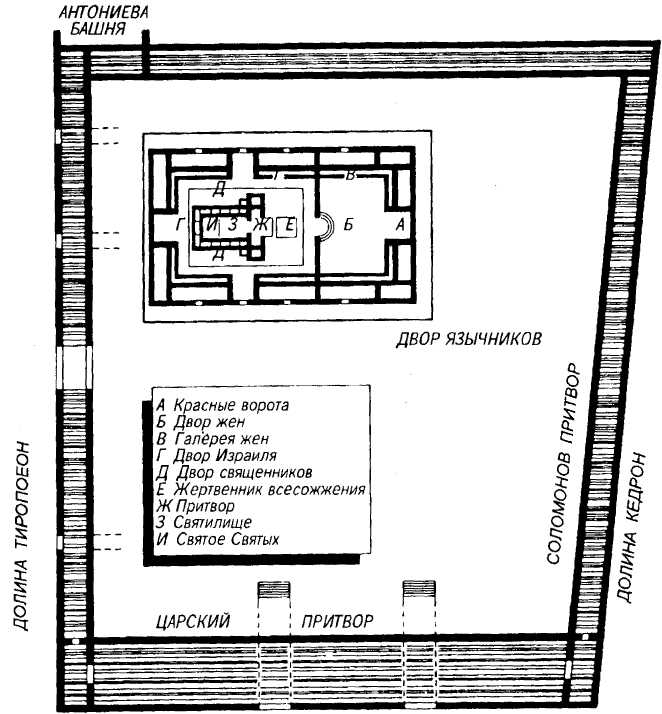 АНТОНИЕВА
БАШНЯ
Д
Г
В
Г
И
З
Ж
Е
Б
А
Д
ДВОР ЯЗЫЧНИКОВ
А Красные ворота
Б Двор жен
В Галерея жен
Г Двор Израиля
Д Двор священников
Е Жертвенник всесожжения
Ж Притвор
З Святилище
И Святое Святых
ДОЛИНА ТИРОПОЕОН
СОЛОМОНОВ ПРИТВОР
ДОЛИНА КЕДРОН
ЦАРСКИЙ ПРИТВОР